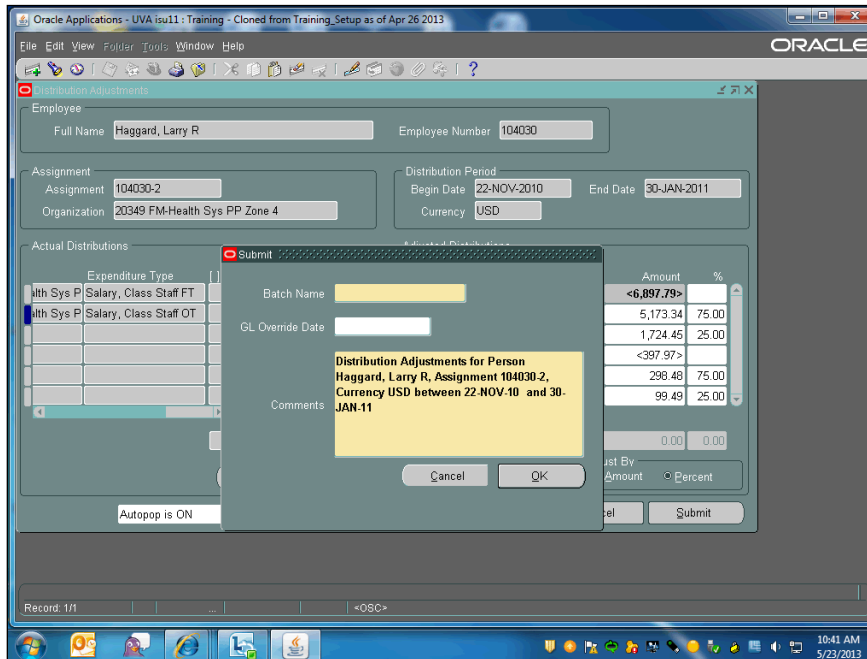 Oracle Applications - UVA isu11 : Training - Cloned from Training_Setup as of Apr 26 2013
File Edit View Folder Tools Window Help
ORACLE
Distribution Adjustments
Employee
Full Name Haggard, Larry R Employee Number 104030
Assignment
Assignment 104030-2
Organization 20349 FM-Health Sys PP Zone 4
Distribution Period
Begin Date 22-NOV-2010 End Date 30-JAN-2011
Currency USD
Actual Distributions
Adjusted Distributions
Expenditure Type [ ]
alth Sys P Salary, Class Staff FT
alth Sys P Salary, Class Staff OT
Amount %
<6,897.79>
5,173.34 75.00
1,724.45 25.00
<397.97>
298.48 75.00
99.49 25.00
0.00 0.00
Submit
Batch Name
GL Override Date
Comments
Distribution Adjustments for Person
Haggard, Larry R, Assignment 104030-2,
Currency USD between 22-NOV-10 and 30-
JAN-11
Cancel OK
ust By
Amount Percent
Autopop is ON
cel Submit
Record: 1/1 ... <OSC>
10:41 AM
5/23/2013